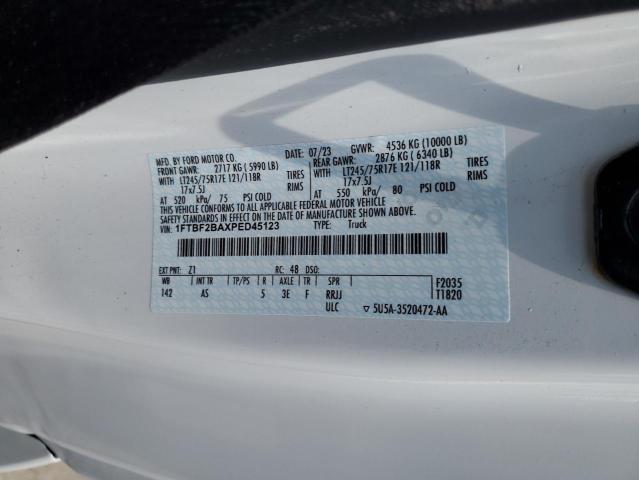 MFD. BY FORD MOTOR CO.
DATE: 07/23 GVWR: 4536 KG (10000 LB)
FRONT GAWR: 2717 KG (5990 LB) REAR GAWR: 2876 KG (6340 LB)
WITH LT245/75R17E 121/118R TIRES WITH LT245/75R17E 121/118R TIRES
17x7.5J RIMS 17x7.5J RIMS
AT 520 kPa/ 75 PSI COLD AT 550 kPa/ 80 PSI COLD
THIS VEHICLE CONFORMS TO ALL APPLICABLE FEDERAL MOTOR VEHICLE
SAFETY STANDARDS IN EFFECT ON THE DATE OF MANUFACTURE SHOWN ABOVE.
VIN: 1FTBF2BAXPED45123 TYPE: Truck
EXT PNT: Z1 RC: 48 DSO:
WB INT TR TP/PS R AXLE TR SPR F2035
142 AS 5 3E F RRJJ T1820
ULC ▽ 5U5A-3520472-AA